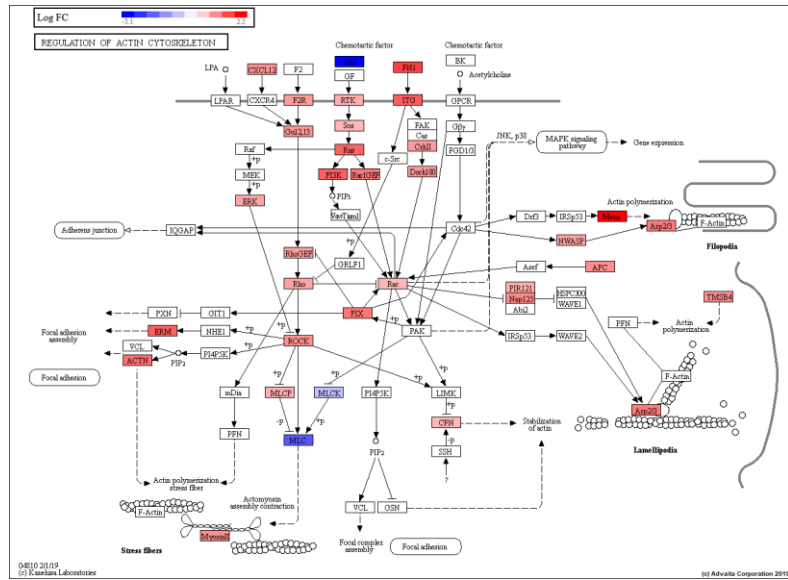 Log FC
-3.1
2.2
REGULATION OF ACTIN CYTOSKELETON
Chemotactic factor
Chemotactic factor
LPA
CXCL12
F2
GF
FN1
BK
Acetylcholine
LPAR
CXCR4
F2R
RTK
ITG
GPCR
Gα12,13
Sos
FAK
Gβγ
Cas
JNK, p38
MAPK signaling
pathway
Gene expression
Raf
Ras
CrkII
FGD1/3
+p
MEK
PI3K
Rac1GEF
c-Src
Dock180
+p
ERK
PIP3
Vav/Tiam1
Adherens junction
IQGAP
+p
Cdc42
Drf3
IRSp53
Mena
Actin polymerization
Arp2/3
F-Actin
NWASP
Filopodia
RhoGEF
GRLF1
Asef
APC
Rho
Rac
PIR121
Nap125
Abi2
HSPC300
WAVE1
TMSB4
PXN
GIT1
PIX
PFN
Actin
polymerization
Focal adhesion
assembly
ERM
NHE1
+p
+p
PAK
IRSp53
WAVE2
VCL
ROCK
ACTN
PIP2
PI4P5K
+p
F-Actin
Focal adhesion
+p
+p
+p
+p
mDia
MLCP
MLCK
PI4P5K
LIMK
Arp2/3
+p
-p
+p
CFN
Stabilization
of actin
Lamellipodia
PFN
MLC
-p
PIP2
SSH
?
Actin polymerization
stress fiber
Actomyosin
assembly contraction
F-Actin
VCL
GSN
MyosinII
Stress fibers
Focal complex
assembly
Focal adhesion
04810 2/1/19
(c) Kanehisa Laboratories
(c) Advaita Corporation 2019